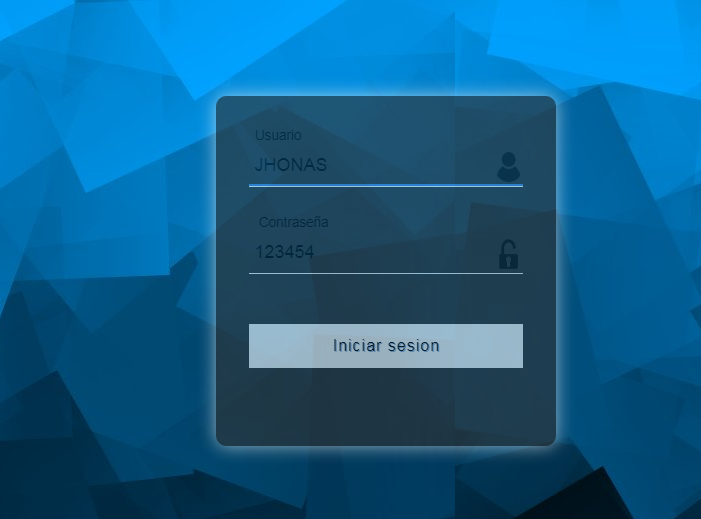 Usuario
JHONAS
Contraseña
123454
Iniciar sesion